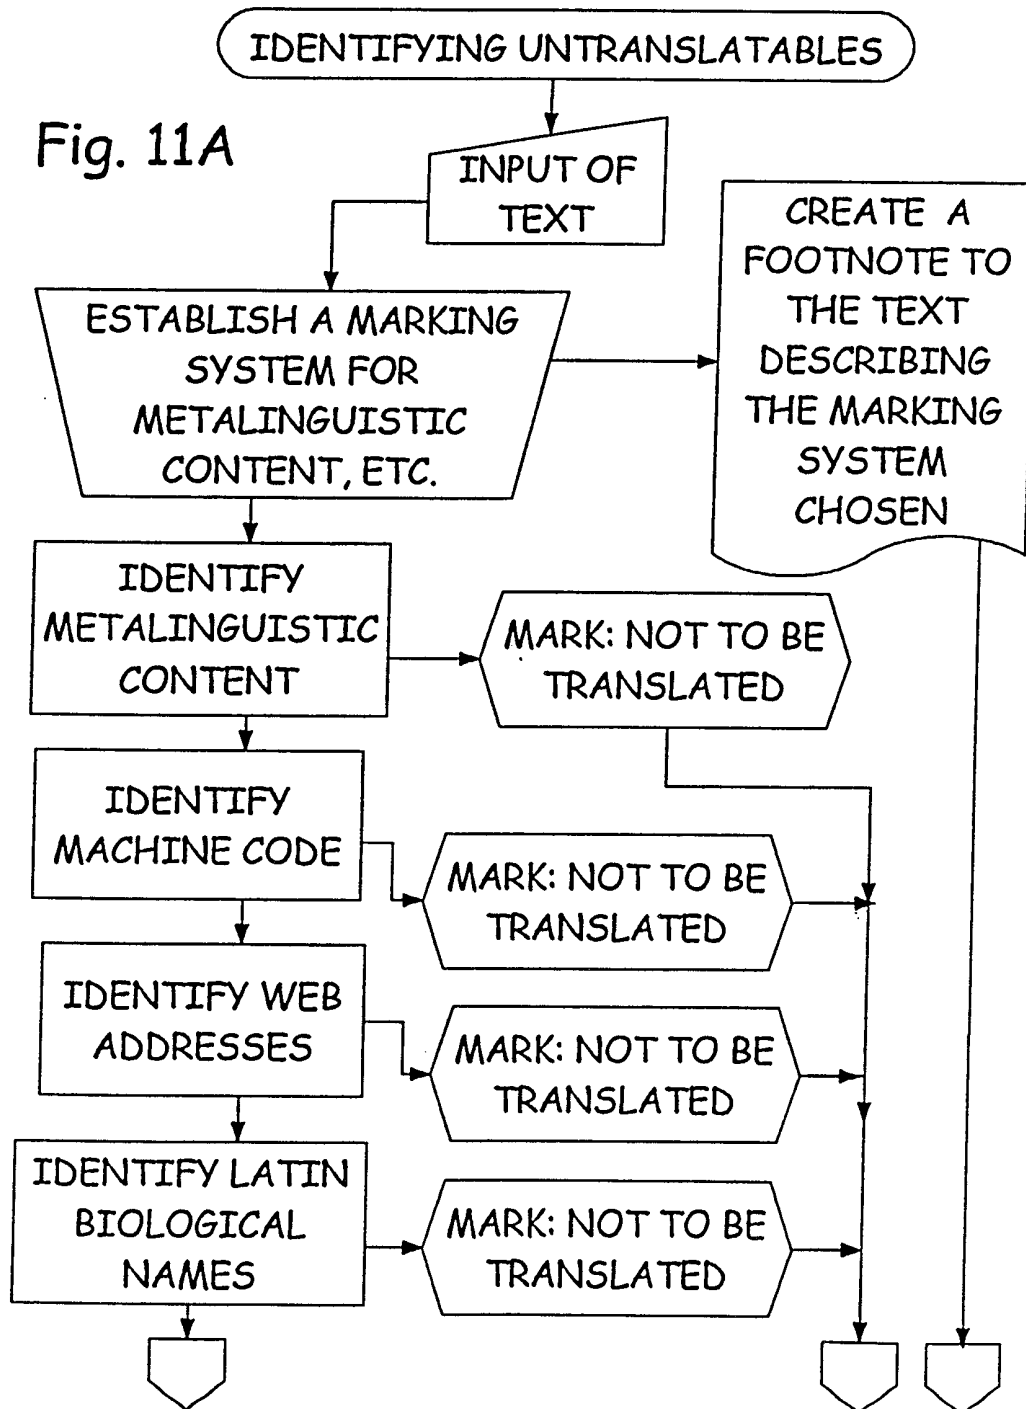 IDENTIFYING UNTRANSLATABLES
Fig. 11A
INPUT OF
TEXT
CREATE A
FOOTNOTE TO
THE TEXT
DESCRIBING
THE MARKING
SYSTEM
CHOSEN
ESTABLISH A MARKING
SYSTEM FOR
METALINGUISTIC
CONTENT, ETC.
IDENTIFY
METALINGUISTIC
CONTENT
MARK: NOT TO BE
TRANSLATED
IDENTIFY
MACHINE CODE
MARK: NOT TO BE
TRANSLATED
IDENTIFY WEB
ADDRESSES
MARK: NOT TO BE
TRANSLATED
IDENTIFY LATIN
BIOLOGICAL
NAMES
MARK: NOT TO BE
TRANSLATED